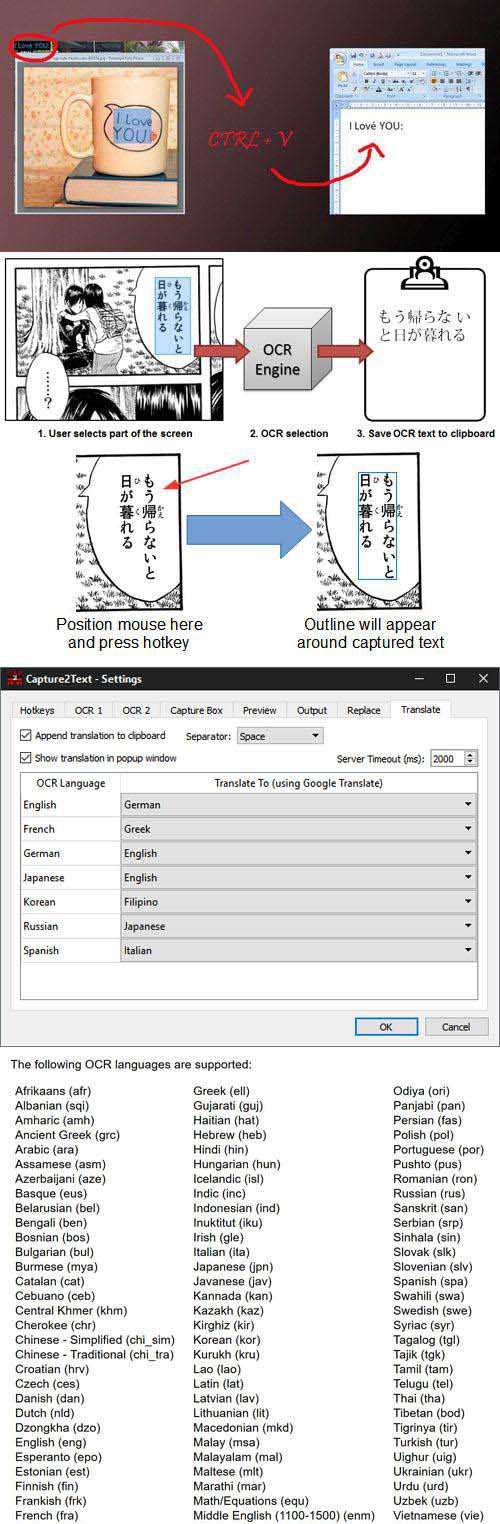 I Love YOU:
I Love
YOU
CTRL + V
I Lové YOU:
もう帰らないと
日が暮れる
かえ
ひ
く
……?
OCR
Engine
もう帰らない
と日が暮れる
1. User selects part of the screen
2. OCR selection
3. Save OCR text to clipboard
もう帰らないと
日が暮れる
かえ
ひ
く
もう帰らないと
日が暮れる
かえ
ひ
く
Position mouse here
and press hotkey
Outline will appear
around captured text
Capture2Text - Settings
Hotkeys OCR 1 OCR 2 Capture Box Preview Output Replace Translate
Append translation to clipboard Separator: Space
Show translation in popup window Server Timeout (ms): 2000
OCR Language Translate To (using Google Translate)
English German
French Greek
German English
Japanese English
Korean Filipino
Russian Japanese
Spanish Italian
OK Cancel
The following OCR languages are supported:
Afrikaans (afr) Greek (ell) Odiya (ori)
Albanian (sqi) Gujarati (guj) Panjabi (pan)
Amharic (amh) Haitian (hat) Persian (fas)
Ancient Greek (grc) Hebrew (heb) Polish (pol)
Arabic (ara) Hindi (hin) Portuguese (por)
Assamese (asm) Hungarian (hun) Pushto (pus)
Azerbaijani (aze) Icelandic (isl) Romanian (ron)
Basque (eus) Indic (inc) Russian (rus)
Belarusian (bel) Indonesian (ind) Sanskrit (san)
Bengali (ben) Inuktitut (iku) Serbian (srp)
Bosnian (bos) Irish (gle) Sinhala (sin)
Bulgarian (bul) Italian (ita) Slovak (slk)
Burmese (mya) Japanese (jpn) Slovenian (slv)
Catalan (cat) Javanese (jav) Spanish (spa)
Cebuano (ceb) Kannada (kan) Swahili (swa)
Central Khmer (khm) Kazakh (kaz) Swedish (swe)
Cherokee (chr) Kirghiz (kir) Syriac (syr)
Chinese - Simplified (chi_sim) Korean (kor) Tagalog (tgl)
Chinese - Traditional (chi_tra) Kurukh (kru) Tajik (tgk)
Croatian (hrv) Lao (lao) Tamil (tam)
Czech (ces) Latin (lat) Telugu (tel)
Danish (dan) Latvian (lav) Thai (tha)
Dutch (nld) Lithuanian (lit) Tibetan (bod)
Dzongkha (dzo) Macedonian (mkd) Tigrinya (tir)
English (eng) Malay (msa) Turkish (tur)
Esperanto (epo) Malayalam (mal) Uighur (uig)
Estonian (est) Maltese (mlt) Ukrainian (ukr)
Finnish (fin) Marathi (mar) Urdu (urd)
Frankish (frk) Math/Equations (equ) Uzbek (uzb)
French (fra) Middle English (1100-1500) (enm) Vietnamese (vie)